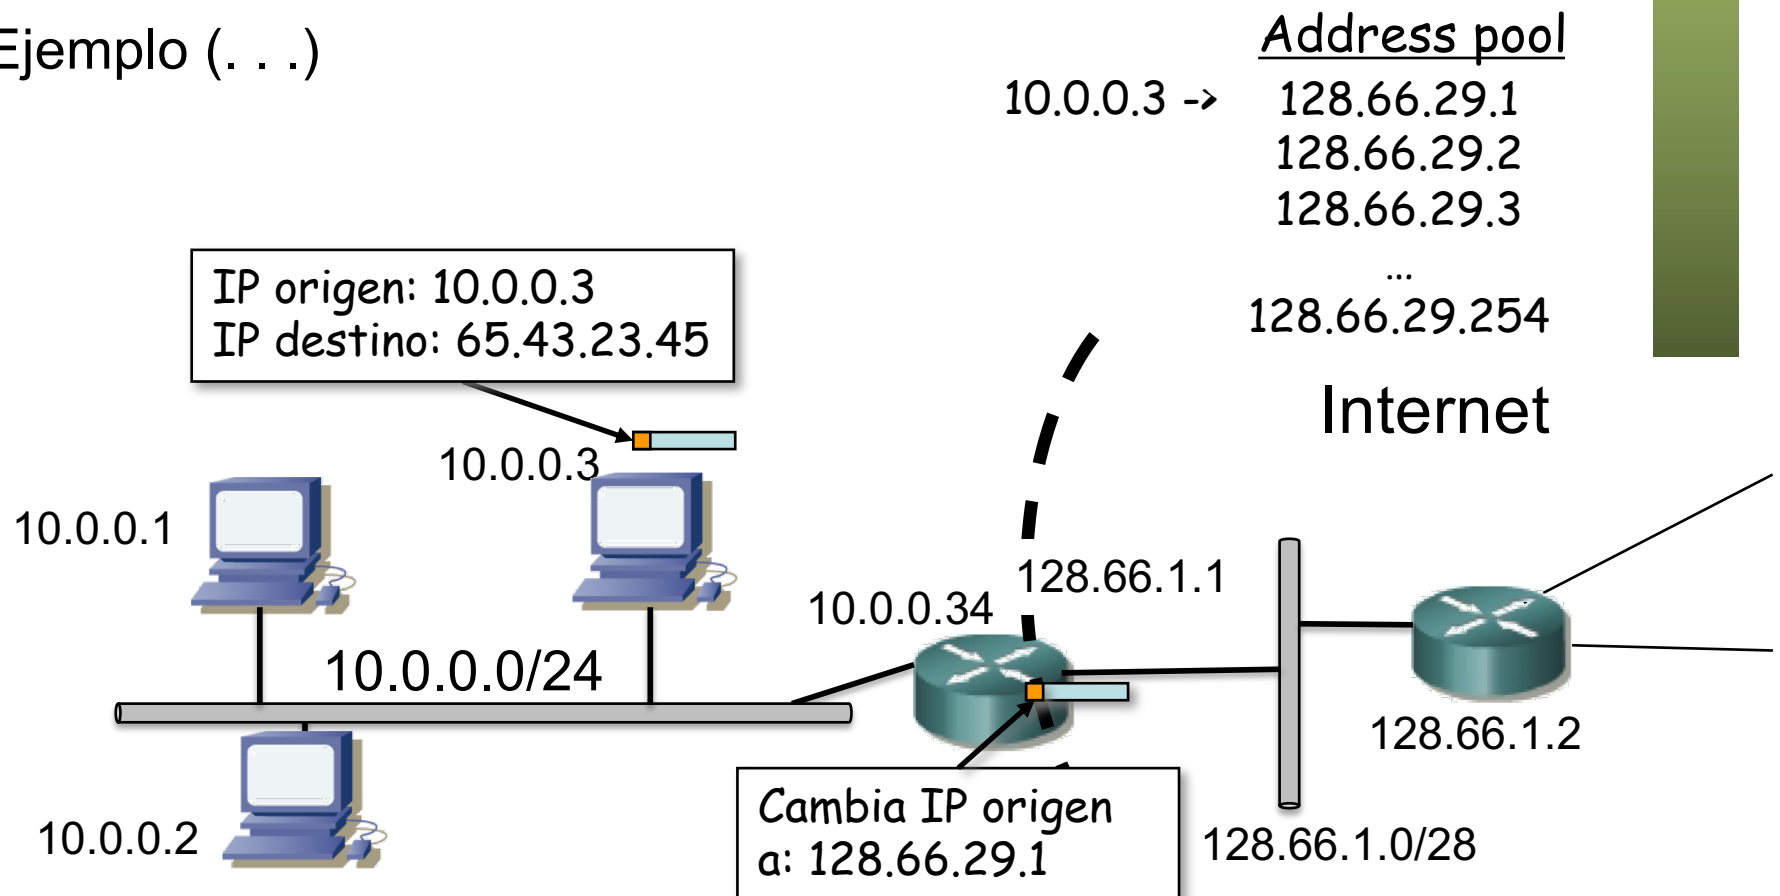 Ejemplo (. . .)
Address pool
10.0.0.3 -> 128.66.29.1
128.66.29.2
128.66.29.3
...
128.66.29.254
IP origen: 10.0.0.3
IP destino: 65.43.23.45
Internet
10.0.0.3
10.0.0.1
128.66.1.1
10.0.0.34
10.0.0.0/24
128.66.1.2
Cambia IP origen
a: 128.66.29.1
10.0.0.2
128.66.1.0/28